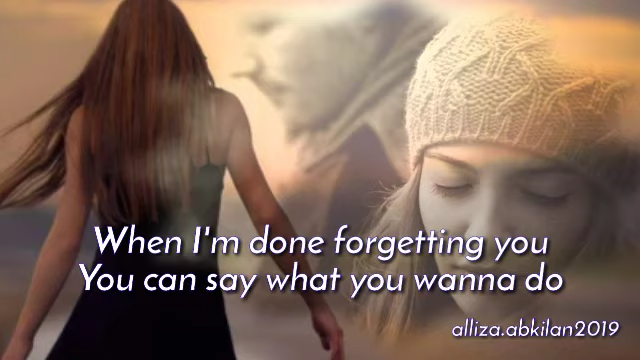 When I'm done forgetting you
You can say what you wanna do
alliza.abkilan2019